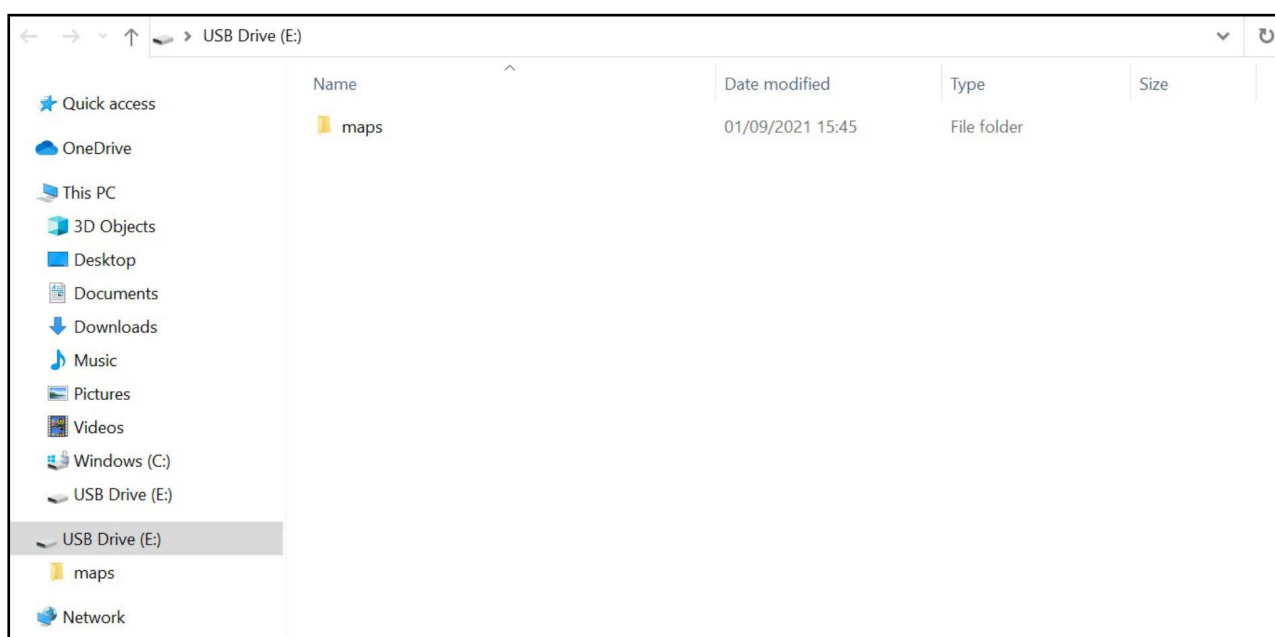 USB Drive (E:)
Name Date modified Type Size
maps 01/09/2021 15:45 File folder
Quick access
OneDrive
This PC
3D Objects
Desktop
Documents
Downloads
Music
Pictures
Videos
Windows (C:)
USB Drive (E:)
USB Drive (E:)
maps
Network